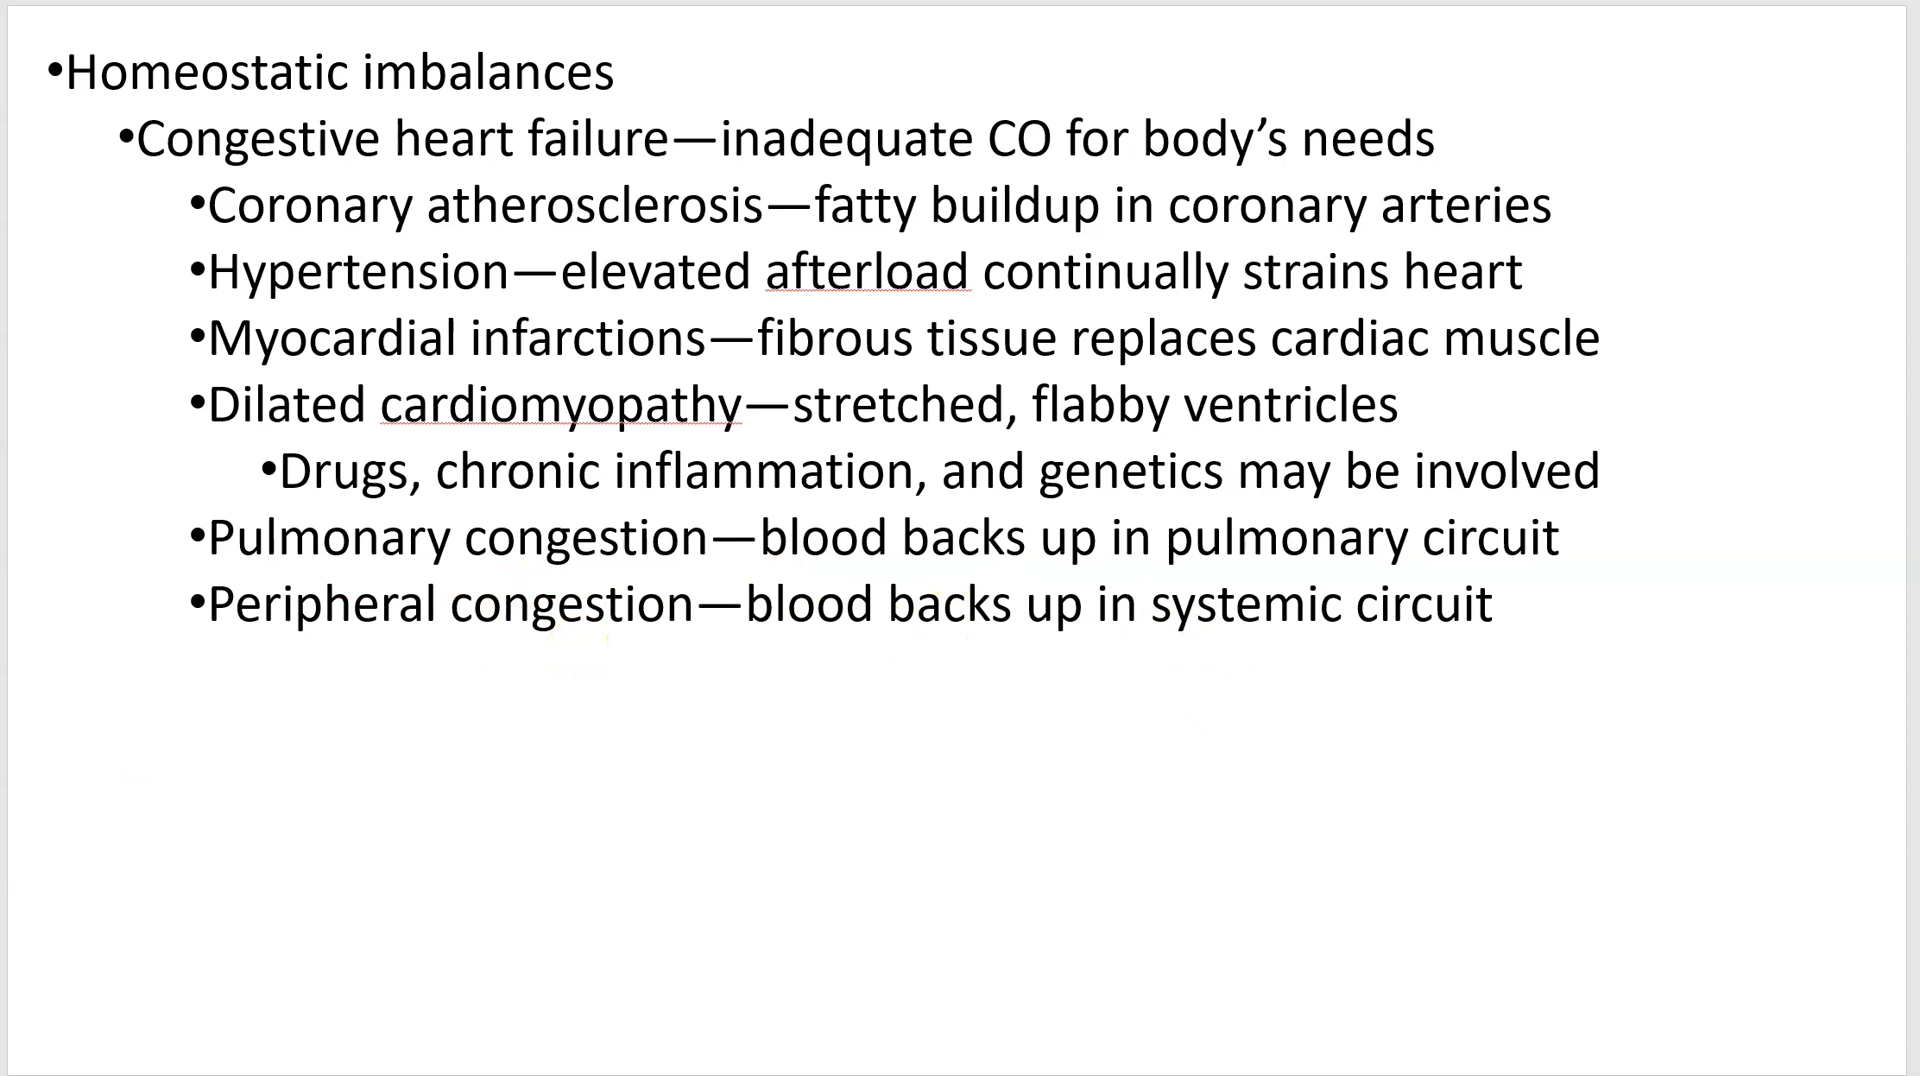 •Homeostatic imbalances
•Congestive heart failure—inadequate CO for body’s needs
•Coronary atherosclerosis—fatty buildup in coronary arteries
•Hypertension—elevated afterload continually strains heart
•Myocardial infarctions—fibrous tissue replaces cardiac muscle
•Dilated cardiomyopathy—stretched, flabby ventricles
•Drugs, chronic inflammation, and genetics may be involved
•Pulmonary congestion—blood backs up in pulmonary circuit
•Peripheral congestion—blood backs up in systemic circuit